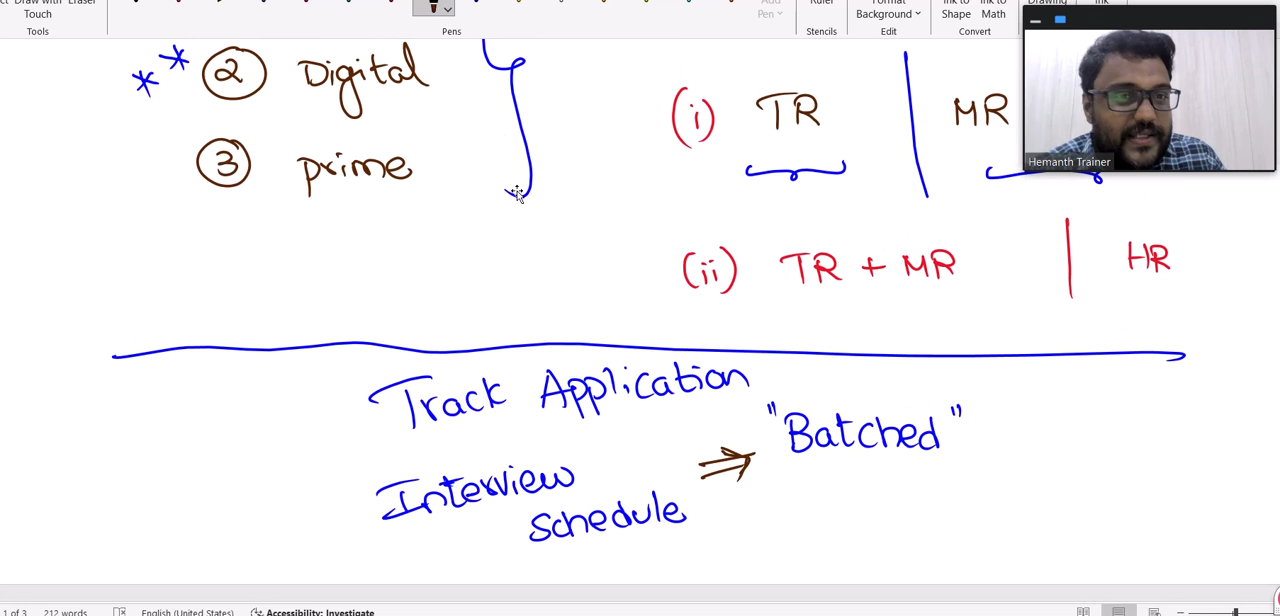 ct Draw with Eraser
Touch
Tools
Pens
Add
Pen
Ruler
Stencils
Format
Background
Edit
Ink to
Shape
Ink to
Math
Convert
Drawing
Ink
** 2 Digital
3 prime
(i) TR | MR
Hemanth Trainer
(ii) TR + MR | HR
Track Application
"Batched"
Interview
schedule
1 of 3 212 words English (United States) Accessibility: Investigate